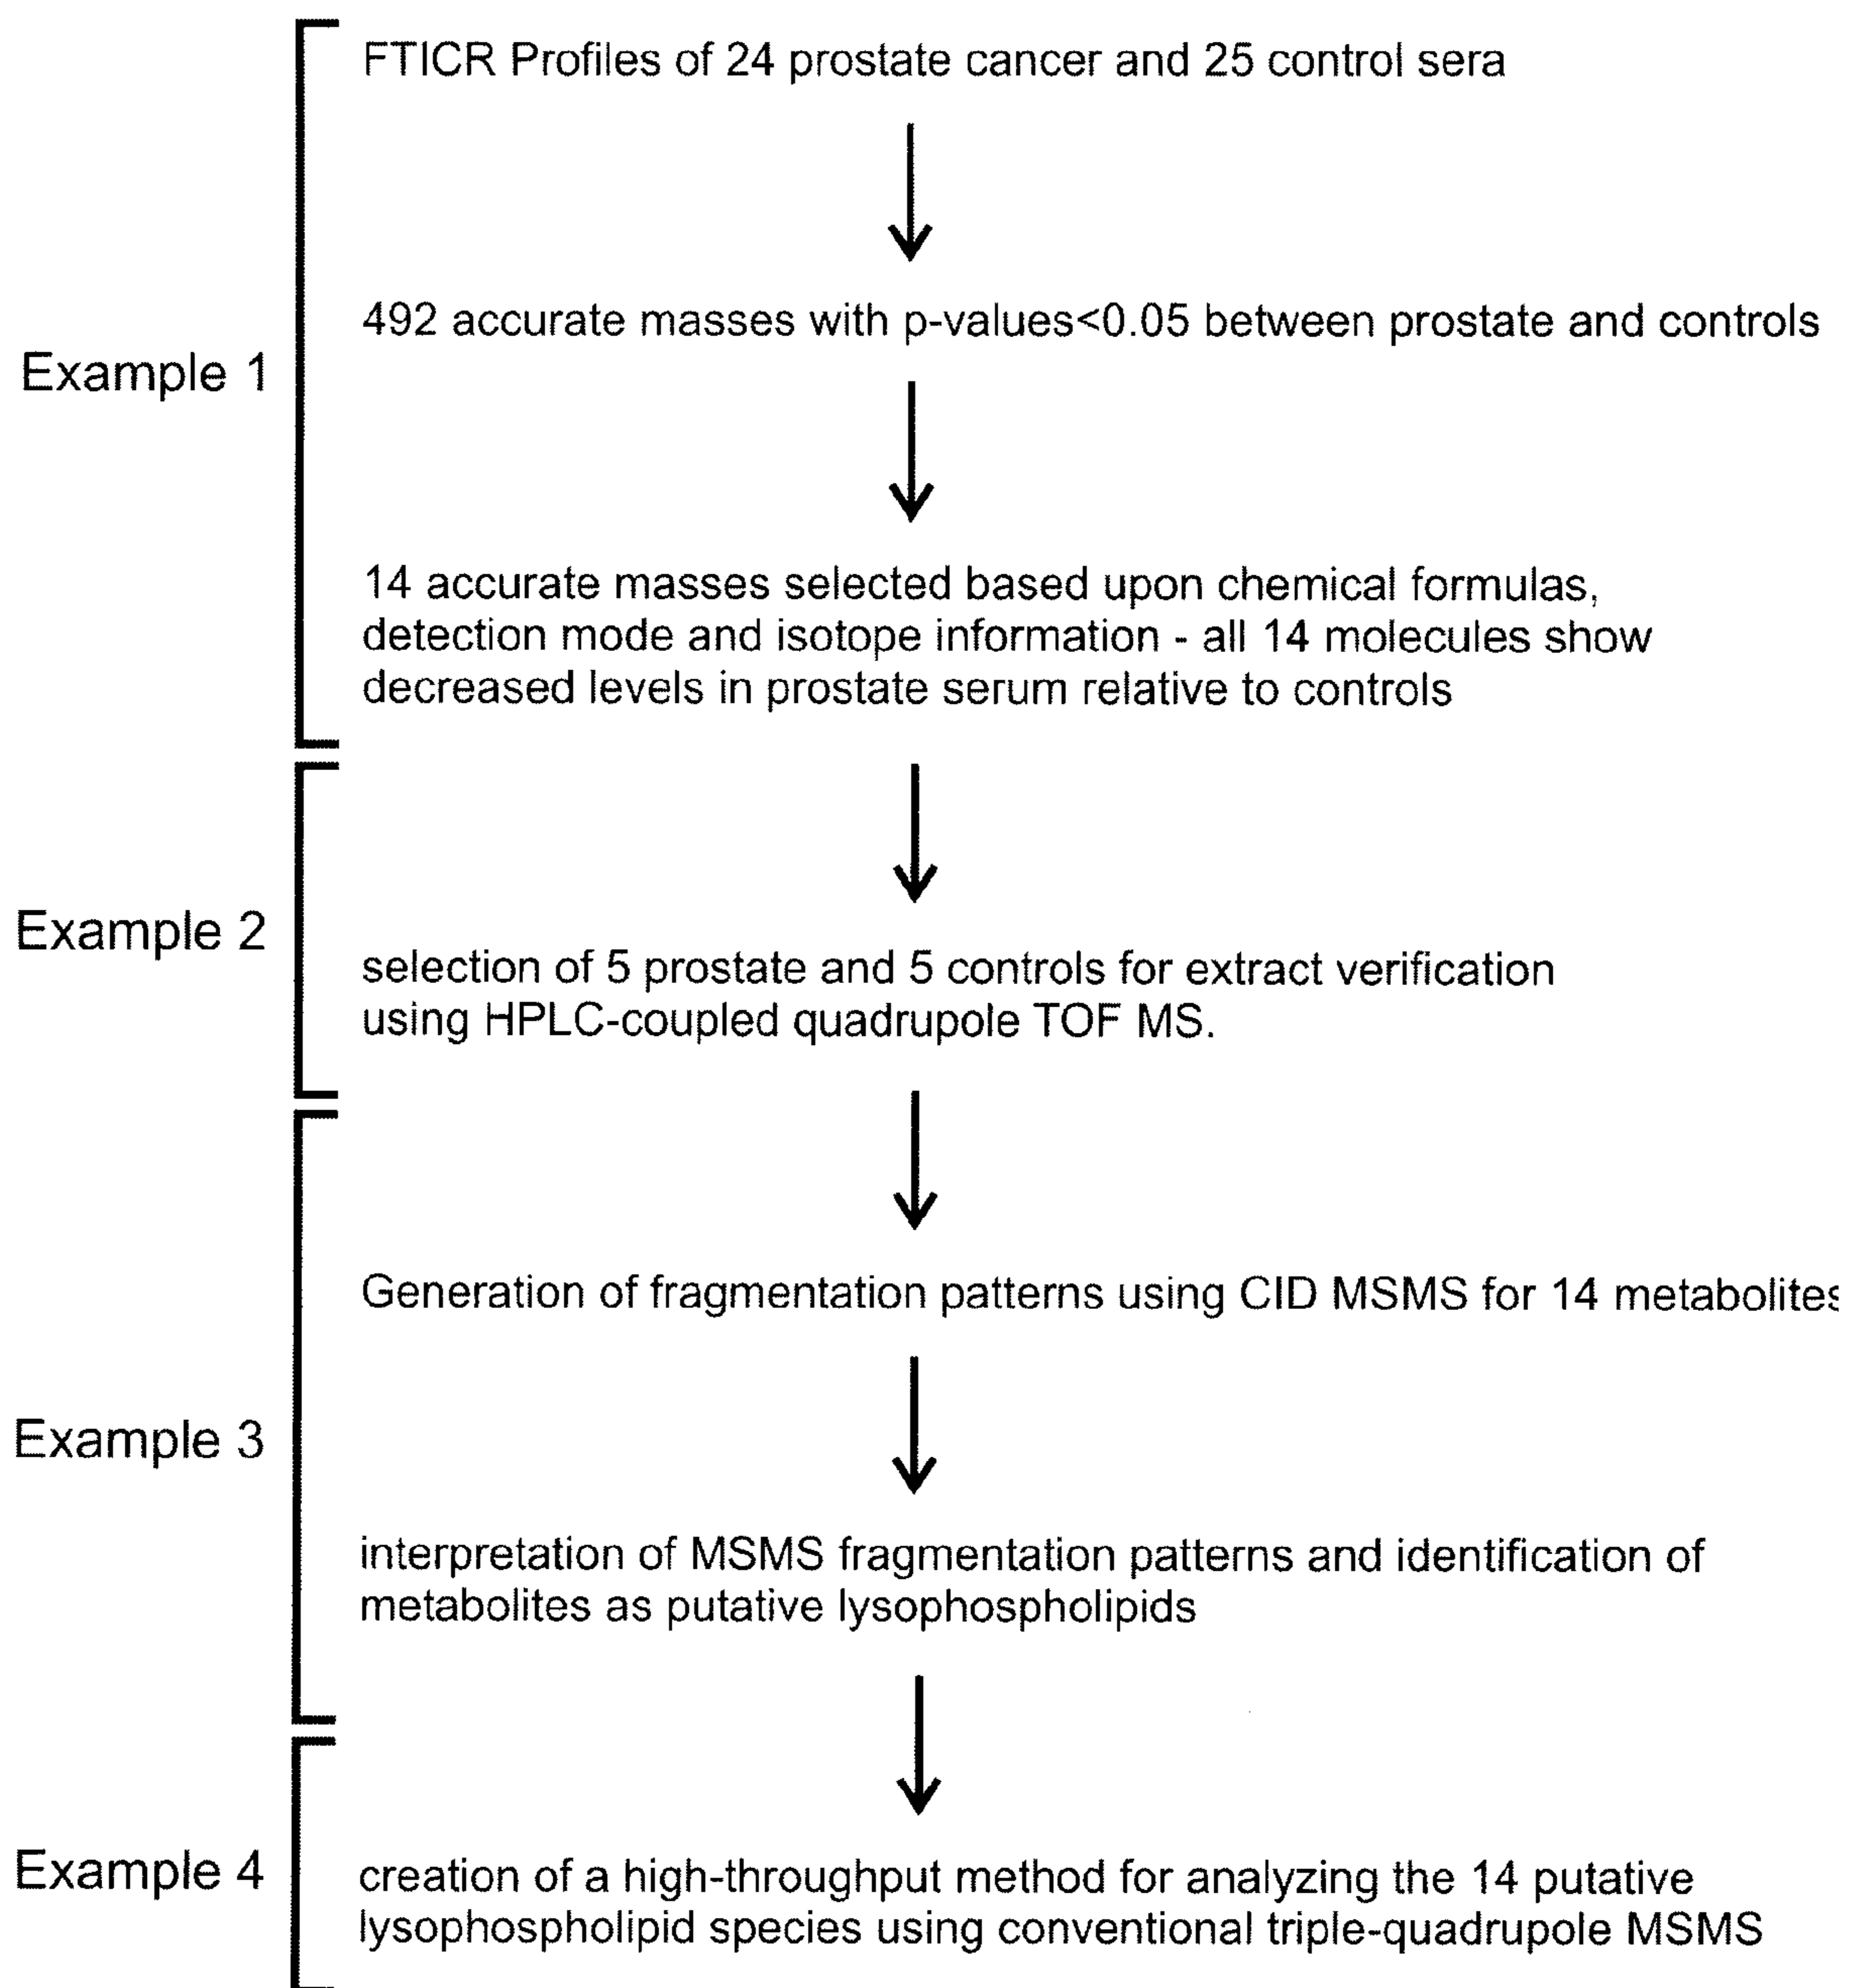 FTICR Profiles of 24 prostate cancer and 25 control sera
492 accurate masses with p-values<0.05 between prostate and controls
Example 1
14 accurate masses selected based upon chemical formulas,
detection mode and isotope information - all 14 molecules show
decreased levels in prostate serum relative to controls
Example 2
selection of 5 prostate and 5 controls for extract verification
using HPLC-coupled quadrupole TOF MS.
Generation of fragmentation patterns using CID MSMS for 14 metabolites
Example 3
interpretation of MSMS fragmentation patterns and identification of
metabolites as putative lysophospholipids
Example 4
creation of a high-throughput method for analyzing the 14 putative
lysophospholipid species using conventional triple-quadrupole MSMS